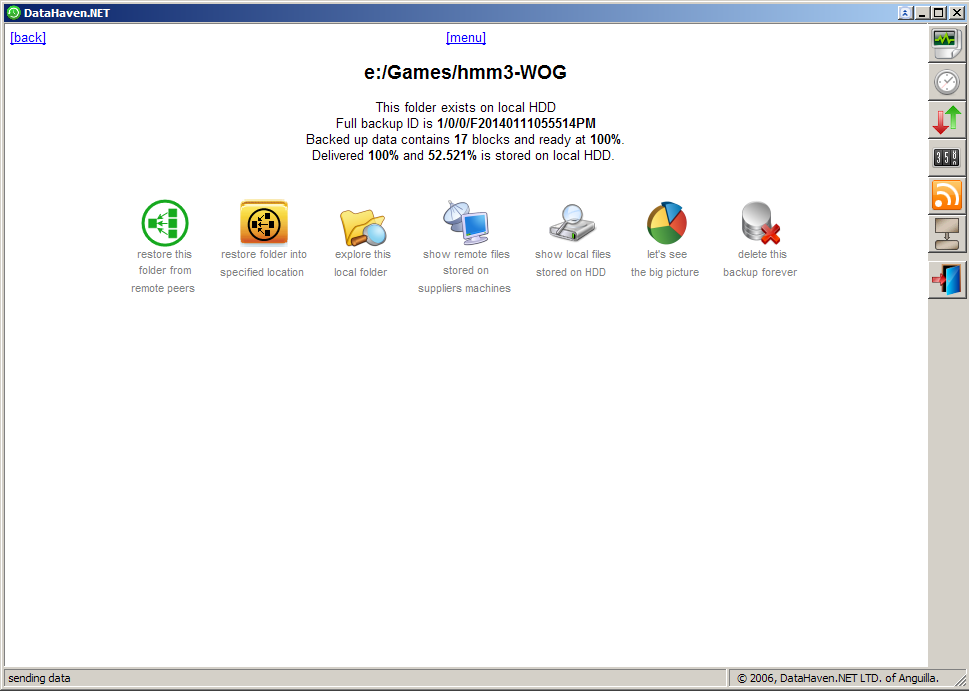 DataHaven.NET
[back]
[menu]
e:/Games/hmm3-WOG
This folder exists on local HDD
Full backup ID is 1/0/0/F20140111055514PM
Backed up data contains 17 blocks and ready at 100%.
Delivered 100% and 52.521% is stored on local HDD.
restore this
folder from
remote peers
restore folder into
specified location
explore this
local folder
show remote files
stored on
suppliers machines
show local files
stored on HDD
let's see
the big picture
delete this
backup forever
sending data
© 2006, DataHaven.NET LTD. of Anguilla.